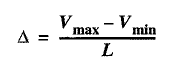 Δ = (V_max − V_min) / L